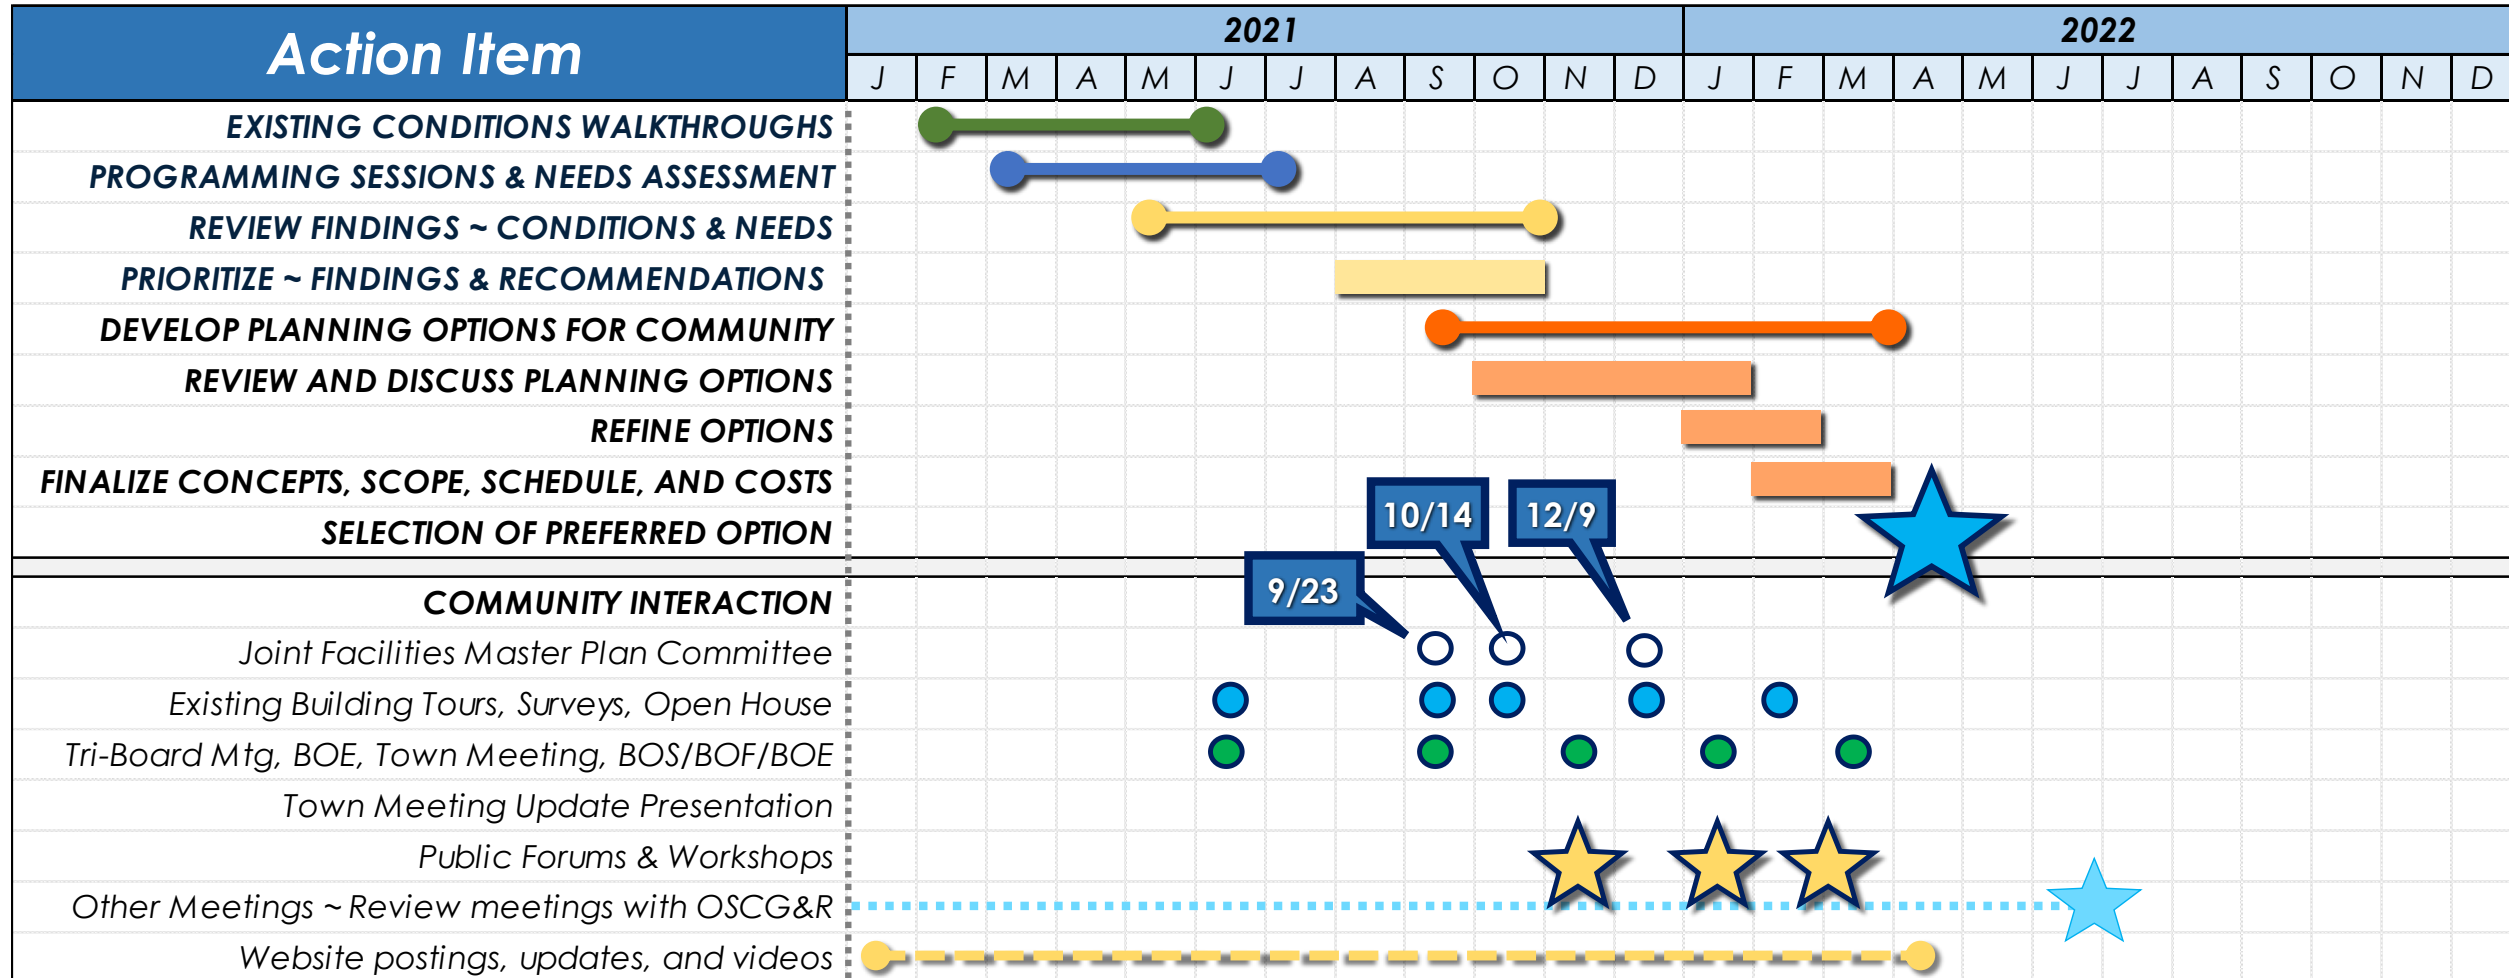 Action Item
2021
2022
J F M A M J J A S O N D J F M A M J J A S O N D
EXISTING CONDITIONS WALKTHROUGHS
PROGRAMMING SESSIONS & NEEDS ASSESSMENT
REVIEW FINDINGS ~ CONDITIONS & NEEDS
PRIORITIZE ~ FINDINGS & RECOMMENDATIONS
DEVELOP PLANNING OPTIONS FOR COMMUNITY
REVIEW AND DISCUSS PLANNING OPTIONS
REFINE OPTIONS
FINALIZE CONCEPTS, SCOPE, SCHEDULE, AND COSTS
10/14
12/9
SELECTION OF PREFERRED OPTION
9/23
COMMUNITY INTERACTION
Joint Facilities Master Plan Committee
Existing Building Tours, Surveys, Open House
Tri-Board Mtg, BOE, Town Meeting, BOS/BOF/BOE
Town Meeting Update Presentation
Public Forums & Workshops
Other Meetings ~ Review meetings with OSCG&R
Website postings, updates, and videos